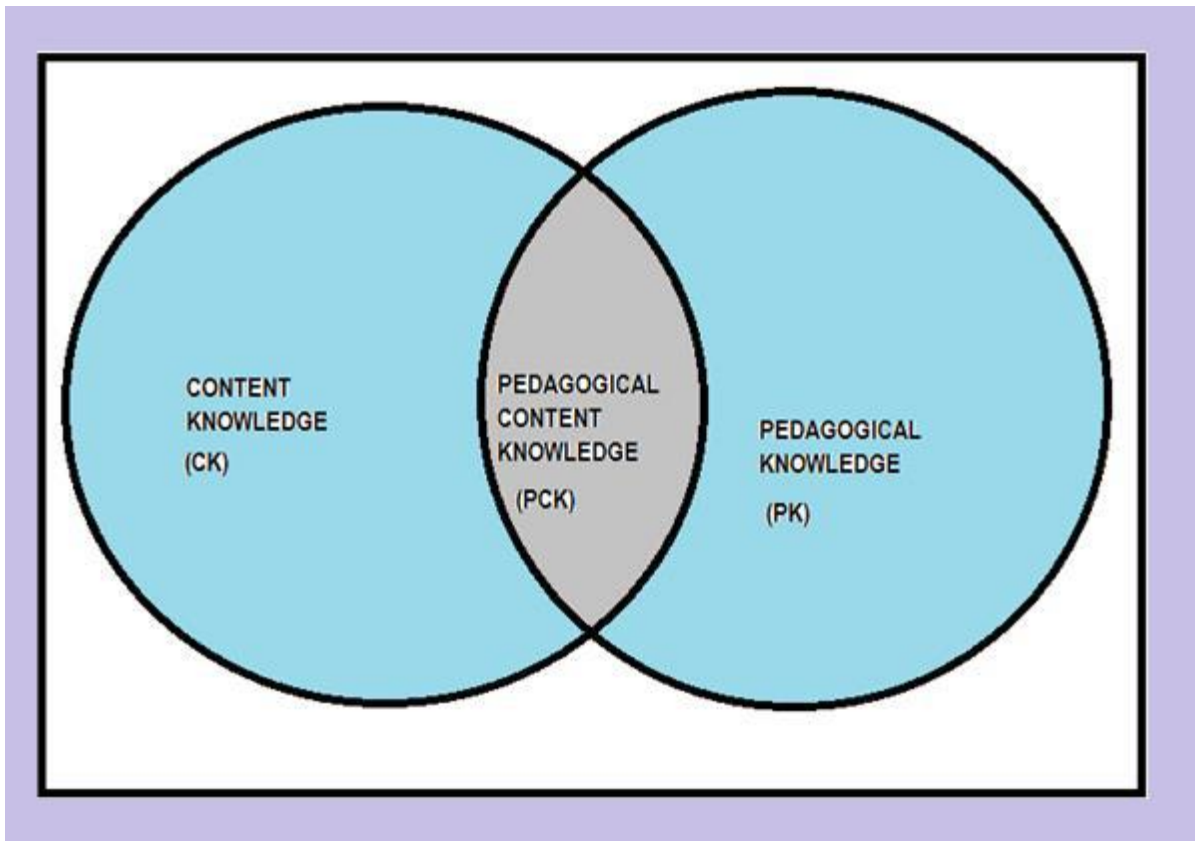 CONTENT
KNOWLEDGE
(CK)
PEDAGOGICAL
CONTENT
KNOWLEDGE
(PCK)
PEDAGOGICAL
KNOWLEDGE
(PK)